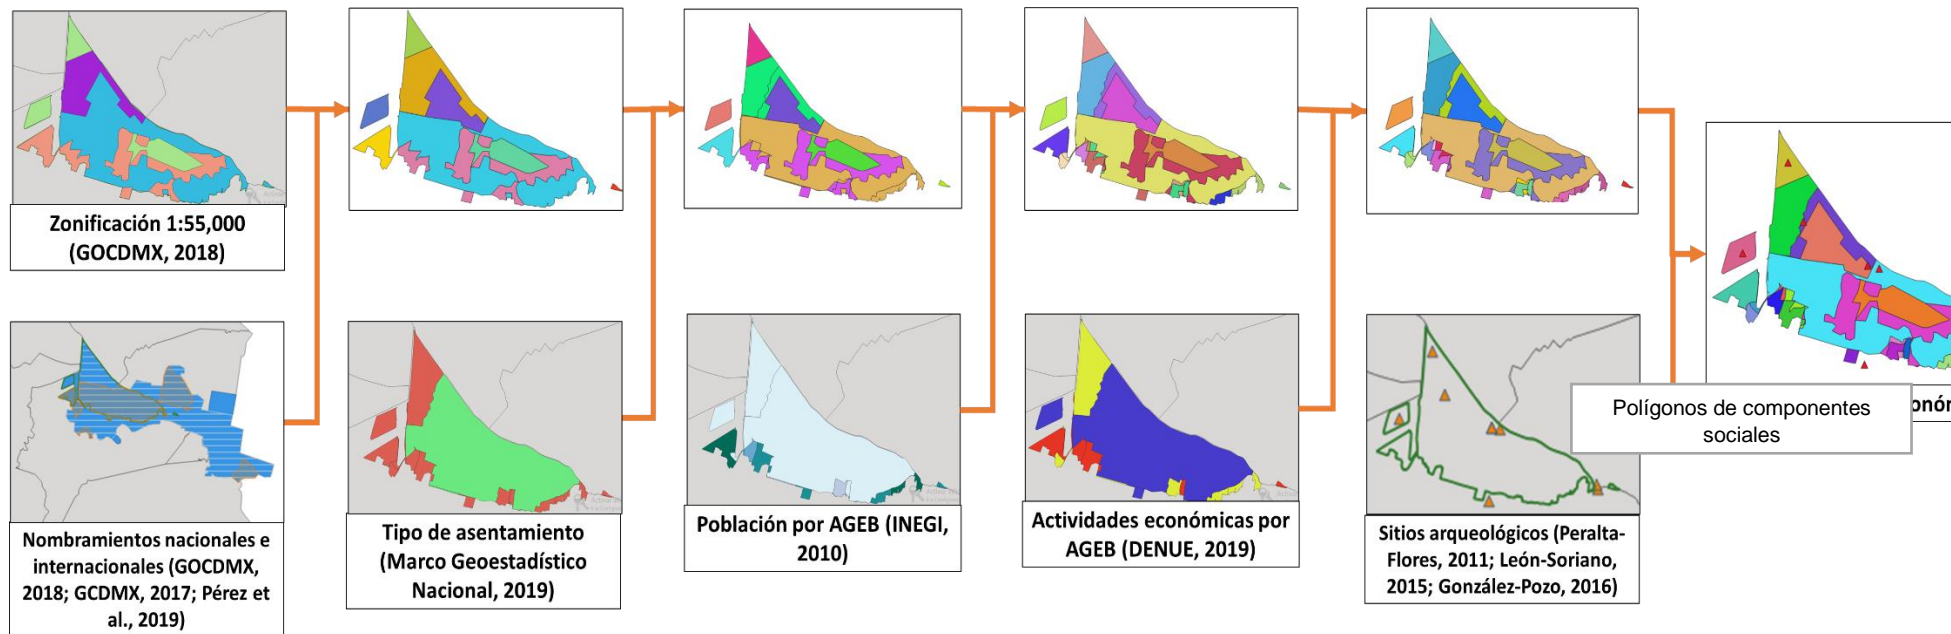 Zonificación 1:55,000
(GOCDMX, 2018)
Nombramientos nacionales e
internacionales (GOCDMX,
2018; GCDMX, 2017; Pérez et
al., 2019)
Tipo de asentamiento
(Marco Geoestadístico
Nacional, 2019)
Población por AGEB (INEGI,
2010)
Actividades económicas por
AGEB (DENUE, 2019)
Sitios arqueológicos (Peralta-
Flores, 2011; León-Soriano,
2015; González-Pozo, 2016)
Polígonos de componentes
sociales